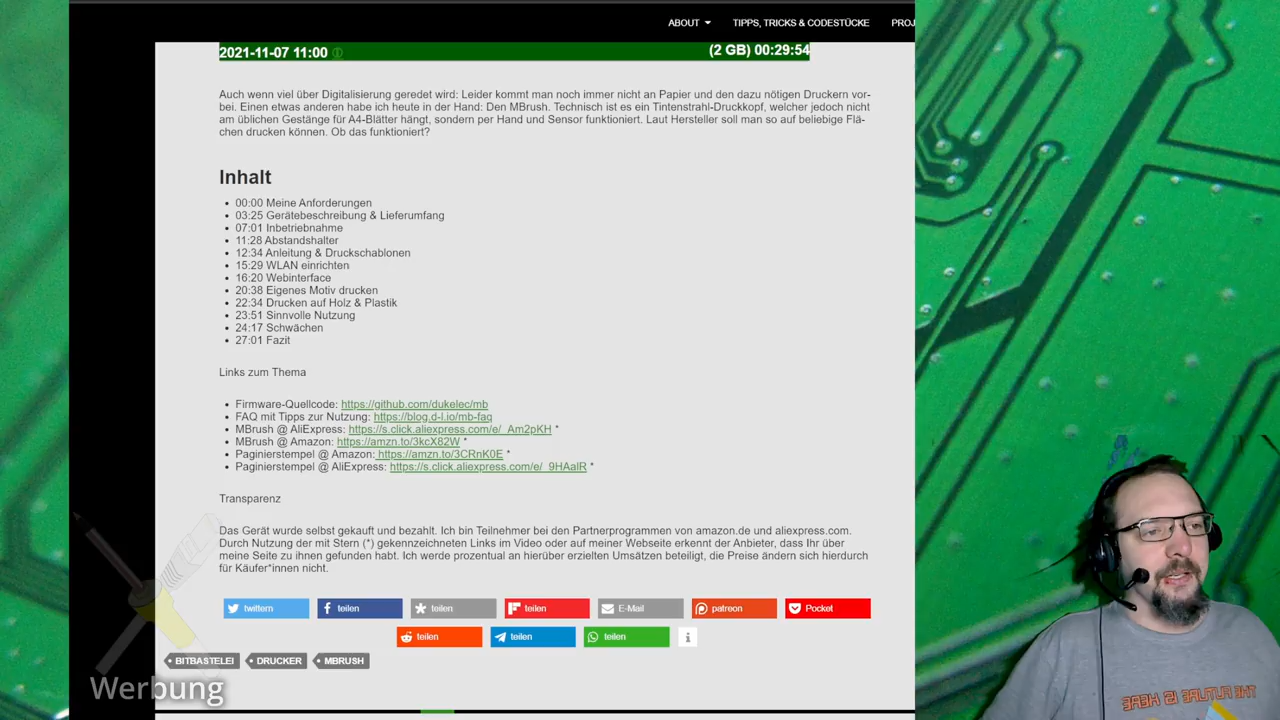 ABOUT
TIPPS, TRICKS & CODESTÜCKE
PROJ
2021-11-07 11:00
(2 GB) 00:29:54
Auch wenn viel über Digitalisierung geredet wird: Leider kommt man noch immer nicht an Papier und den dazu nötigen Druckern vor-
bei. Einen etwas anderen habe ich heute in der Hand: Den MBrush. Technisch ist es ein Tintenstrahl-Druckkopf, welcher jedoch nicht
am üblichen Gestänge für A4-Blätter hängt, sondern per Hand und Sensor funktioniert. Laut Hersteller soll man so auf beliebige Flä-
chen drucken können. Ob das funktioniert?
Inhalt
• 00:00 Meine Anforderungen
• 03:25 Gerätebeschreibung & Lieferumfang
• 07:01 Inbetriebnahme
• 11:28 Abstandshalter
• 12:34 Anleitung & Druckschablonen
• 15:29 WLAN einrichten
• 16:20 Webinterface
• 20:38 Eigenes Motiv drucken
• 22:34 Drucken auf Holz & Plastik
• 23:51 Sinnvolle Nutzung
• 24:17 Schwächen
• 27:01 Fazit
Links zum Thema
• Firmware-Quellcode: https://github.com/dukelec/mb
• FAQ mit Tipps zur Nutzung: https://blog.d-l.io/mb-faq
• MBrush @ AliExpress: https://s.click.aliexpress.com/e/_Am2pKH *
• MBrush @ Amazon: https://amzn.to/3kcX82W *
• Paginierstempel @ Amazon: https://amzn.to/3CRnK0E *
• Paginierstempel @ AliExpress: https://s.click.aliexpress.com/e/_9HAalR *
Transparenz
Das Gerät wurde selbst gekauft und bezahlt. Ich bin Teilnehmer bei den Partnerprogrammen von amazon.de und aliexpress.com.
Durch Nutzung der mit Stern (*) gekennzeichneten Links im Video oder auf meiner Webseite erkennt der Anbieter, dass Ihr über
meine Seite zu ihnen gefunden habt. Ich werde prozentual an hierüber erzielten Umsätzen beteiligt, die Preise ändern sich hierdurch
für Käufer*innen nicht.
twittern
teilen
teilen
teilen
E-Mail
patreon
Pocket
teilen
teilen
teilen
BITBASTELEI
DRUCKER
MBRUSH
Werbung
THE FUTURE IS HERE